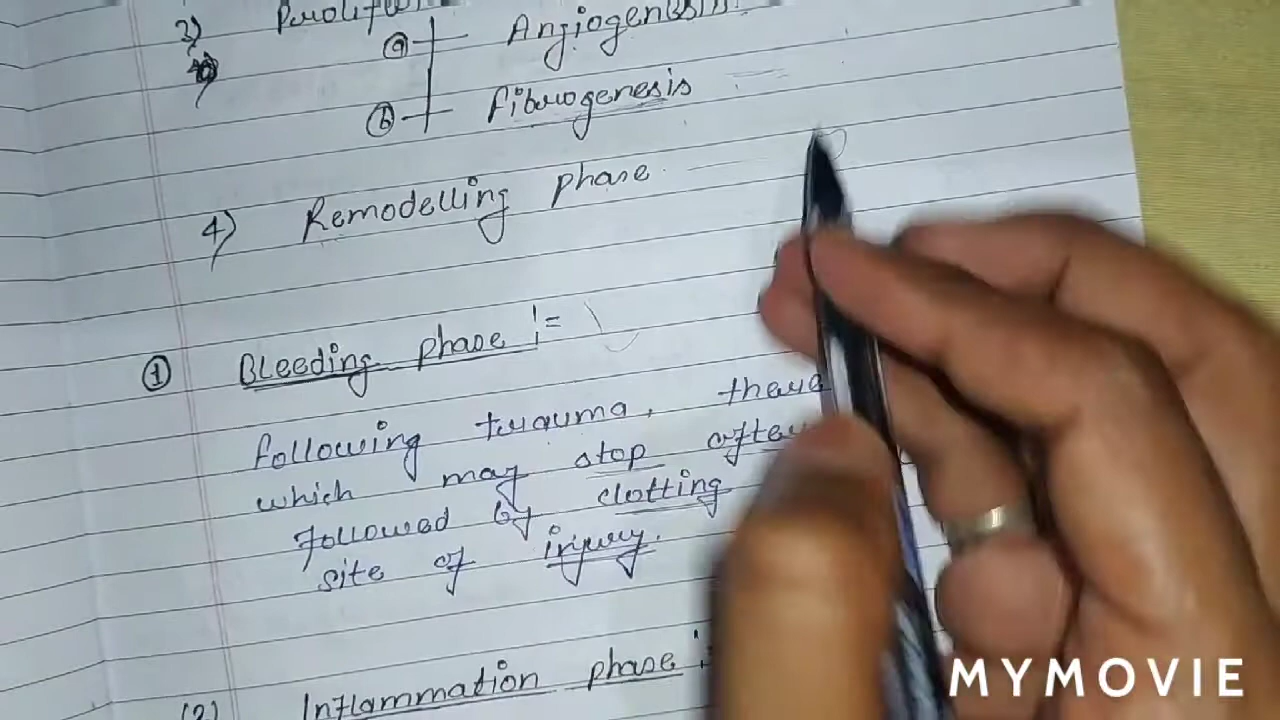 3)
(a) Angiogenesis
(b) Fibrogenesis
4) Remodelling phase
(1) Bleeding phase :=
following trauma, there
which may stop after
followed by clotting
site of injury.
(2) Inflammation phase :
MYMOVIE